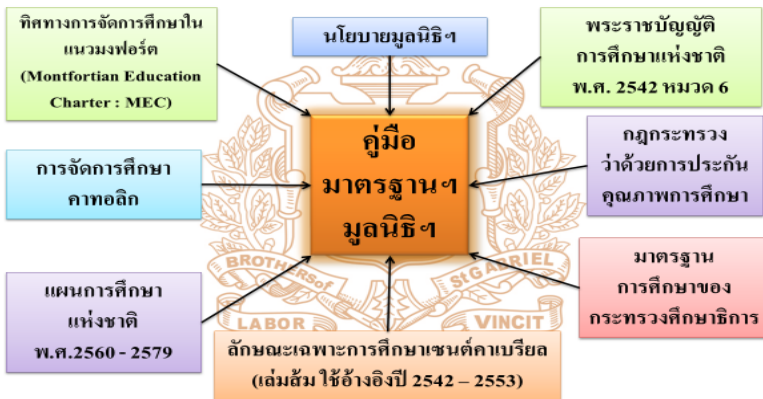 ทิศทางการจัดการศึกษาใน
แนวมงฟอร์ต
(Montfortian Education
Charter : MEC)
นโยบายมูลนิธิฯ
พระราชบัญญัติ
การศึกษาแห่งชาติ
พ.ศ. 2542 หมวด 6
คู่มือ
มาตรฐานฯ
มูลนิธิฯ
การจัดการศึกษา
คาทอลิก
กฎกระทรวง
ว่าด้วยการประกัน
คุณภาพการศึกษา
แผนการศึกษา
แห่งชาติ
พ.ศ.2560 - 2579
มาตรฐาน
การศึกษาของ
กระทรวงศึกษาธิการ
BROTHERS of St GABRIEL
LABOR VINCIT
ลักษณะเฉพาะการศึกษาเซนต์คาเบรียล
(เล่มส้ม ใช้อ้างอิงปี 2542 – 2553)